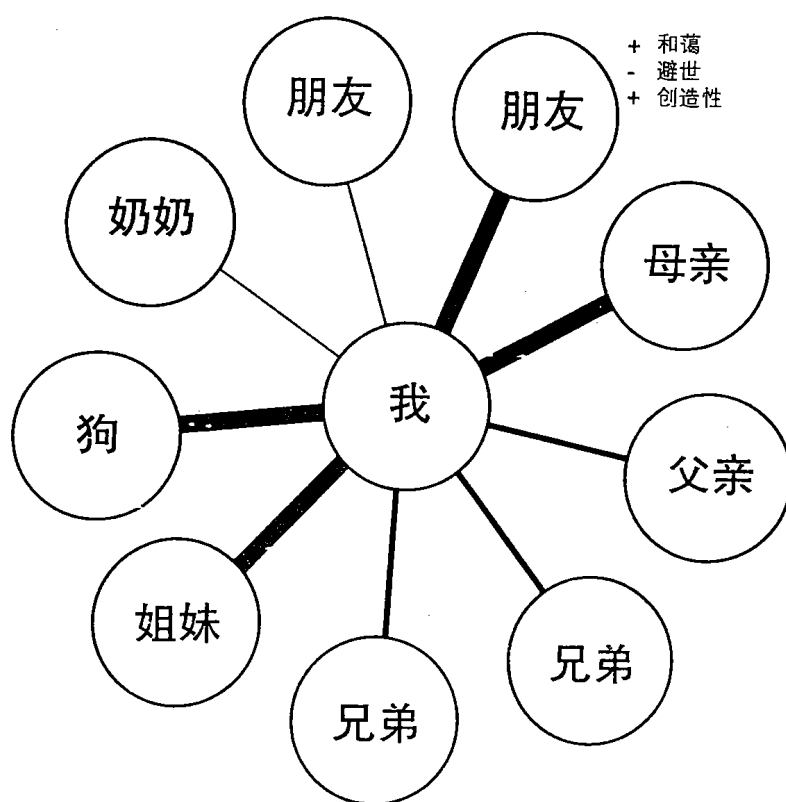 朋友
朋友
+ 和蔼
- 避世
+ 创造性
奶奶
母亲
我
狗
父亲
姐妹
兄弟
兄弟